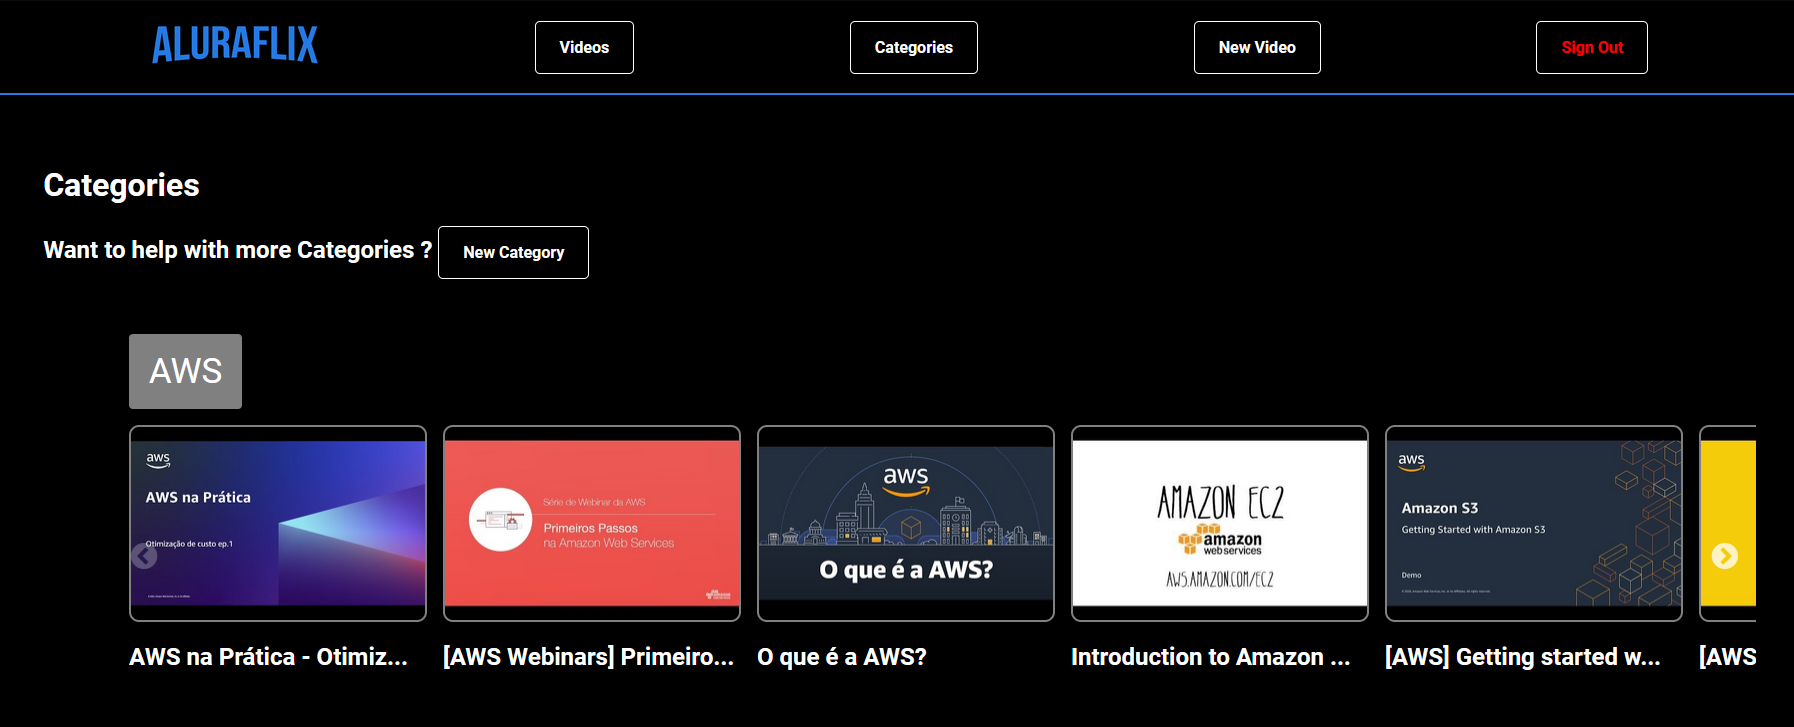 ALURAFLIX
Videos
Categories
New Video
Sign Out
Categories
Want to help with more Categories ?
New Category
AWS
aws
AWS na Prática
Otimização de custo ep.1
Série de Webinar da AWS
Primeiros Passos
na Amazon Web Services
aws
O que é a AWS?
AMAZON EC2
amazon
web services
AWS.AMAZON.COM/EC2
aws
Amazon S3
Getting Started with Amazon S3
Demo
AWS na Prática - Otimiz...
[AWS Webinars] Primeiro...
O que é a AWS?
Introduction to Amazon ...
[AWS] Getting started w...
[AWS